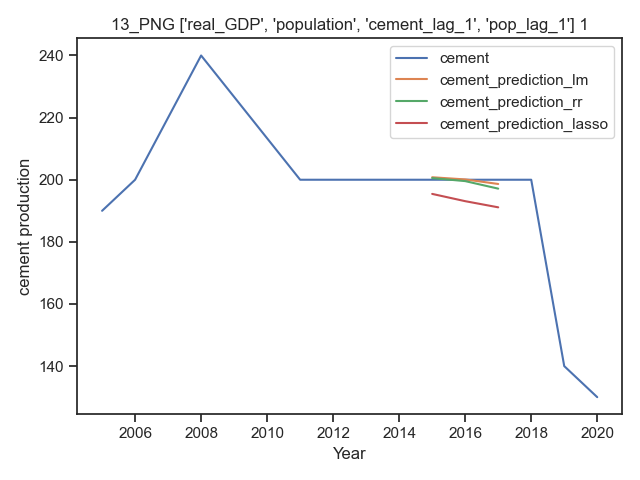 13_PNG ['real_GDP', 'population', 'cement_lag_1', 'pop_lag_1'] 1
cement
cement_prediction_lm
cement_prediction_rr
cement_prediction_lasso
cement production
240
220
200
180
160
140
2006 2008 2010 2012 2014 2016 2018 2020
Year